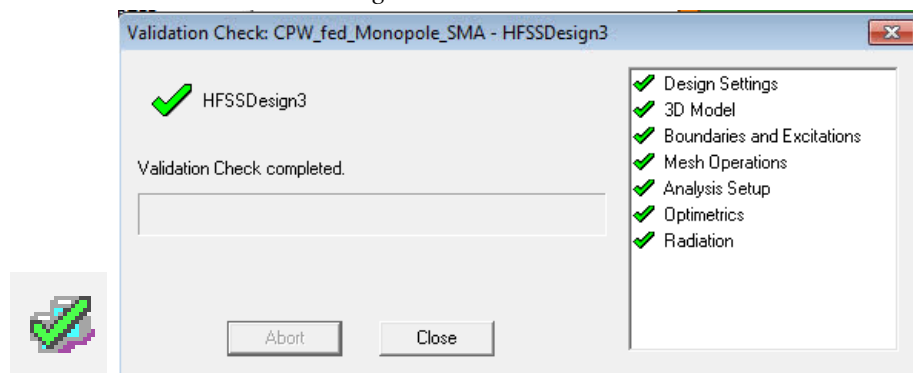 Validation Check: CPW_fed_Monopole_SMA - HFSSDesign3
HFSSDesign3
Validation Check completed.
Abort
Close
Design Settings
3D Model
Boundaries and Excitations
Mesh Operations
Analysis Setup
Optimetrics
Radiation